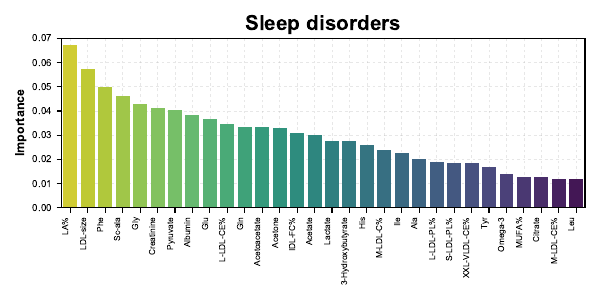 Sleep disorders
0.07
0.06
0.05
0.04
0.03
0.02
0.01
0.00
Importance
LA%
LDL-size
Phe
Sc-ala
Gly
Creatinine
Pyruvate
Albumin
Glu
L-LDL-CE%
Gln
Acetoacetate
Acetone
IDL-FC%
Acetate
Lactate
3-Hydroxybutyrate
His
M-LDL-C%
Ile
Ala
L-LDL-PL%
S-LDL-PL%
XXL-VLDL-CE%
Tyr
Omega-3
MUFA%
Citrate
M-LDL-CE%
Leu